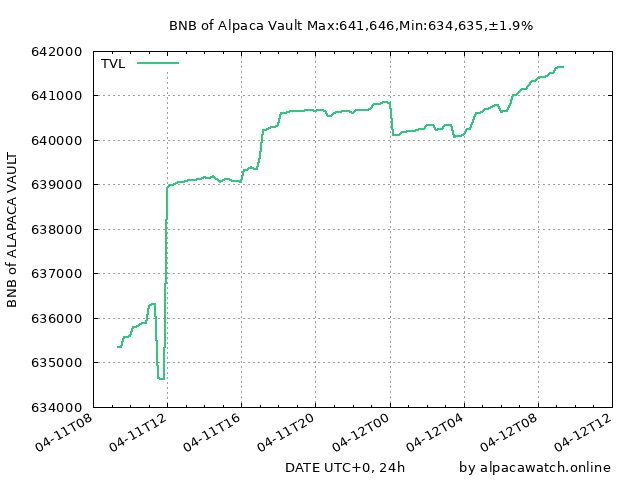 BNB of Alpaca Vault Max:641,646,Min:634,635,±1.9%
642000
TVL
641000
640000
639000
638000
637000
636000
635000
634000
BNB of ALAPACA VAULT
04-11T08
04-11T12
04-11T16
04-11T20
04-12T00
04-12T04
04-12T08
04-12T12
DATE UTC+0, 24h
by alpacawatch.online